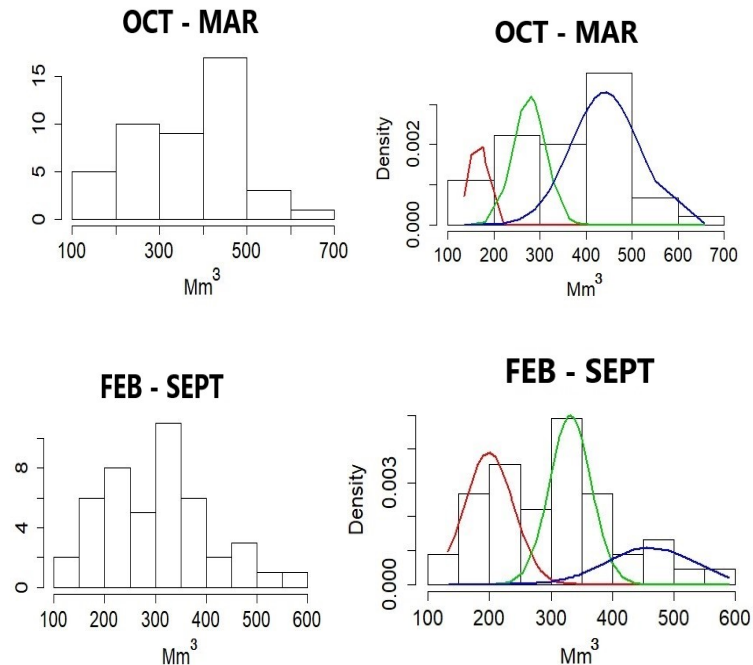 OCT - MAR
15
10
5
0
100 300 500 700
Mm³
OCT - MAR
Density
0.002
0.000
100 200 300 400 500 600 700
Mm³
FEB - SEPT
8
4
0
100 200 300 400 500 600
Mm³
FEB - SEPT
Density
0.003
0.000
100 200 300 400 500 600
Mm³